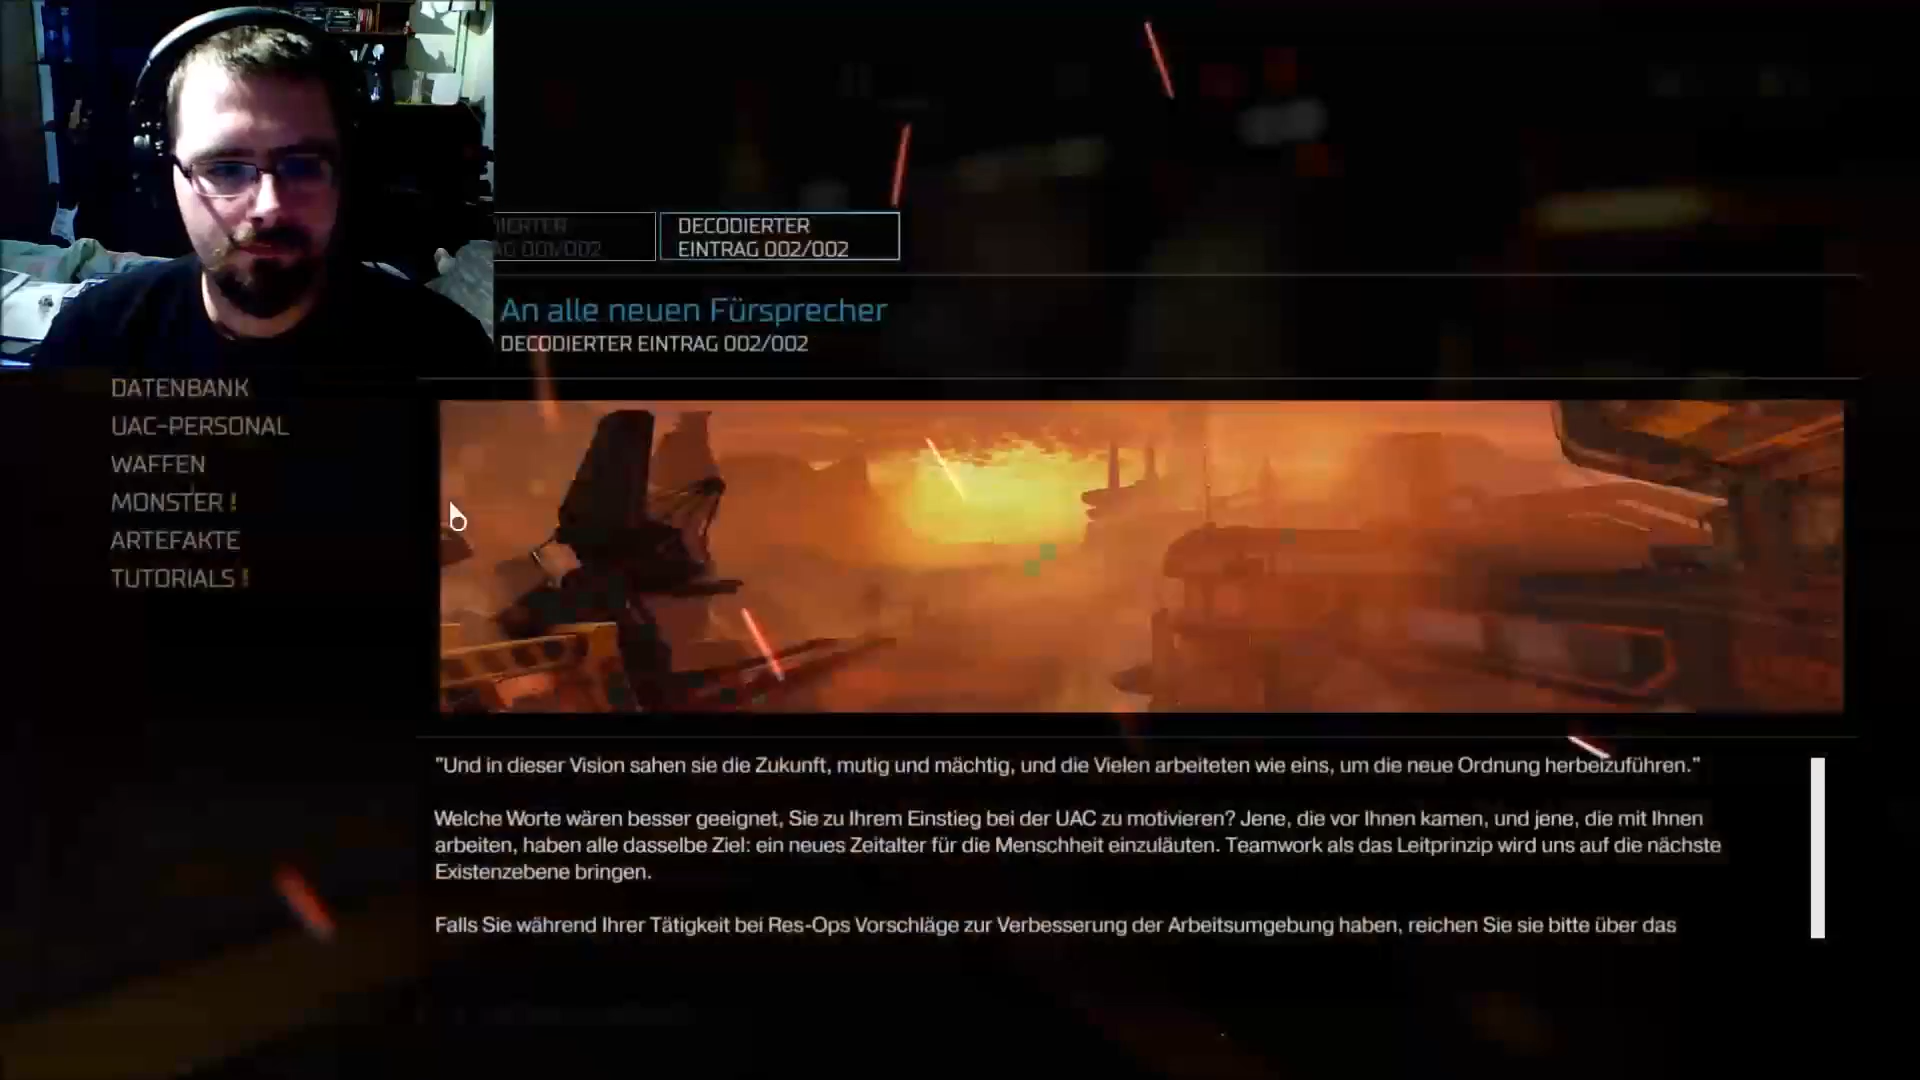 DECODIERTER
EINTRAG 002/002
An alle neuen Fürsprecher
DECODIERTER EINTRAG 002/002
DATENBANK
UAC-PERSONAL
WAFFEN
MONSTER !
ARTEFAKTE
TUTORIALS !
"Und in dieser Vision sahen sie die Zukunft, mutig und mächtig, und die Vielen arbeiteten wie eins, um die neue Ordnung herbeizuführen."
Welche Worte wären besser geeignet, Sie zu Ihrem Einstieg bei der UAC zu motivieren? Jene, die vor Ihnen kamen, und jene, die mit Ihnen
arbeiten, haben alle dasselbe Ziel: ein neues Zeitalter für die Menschheit einzuläuten. Teamwork als das Leitprinzip wird uns auf die nächste
Existenzebene bringen.
Falls Sie während Ihrer Tätigkeit bei Res-Ops Vorschläge zur Verbesserung der Arbeitsumgebung haben, reichen Sie sie bitte über das